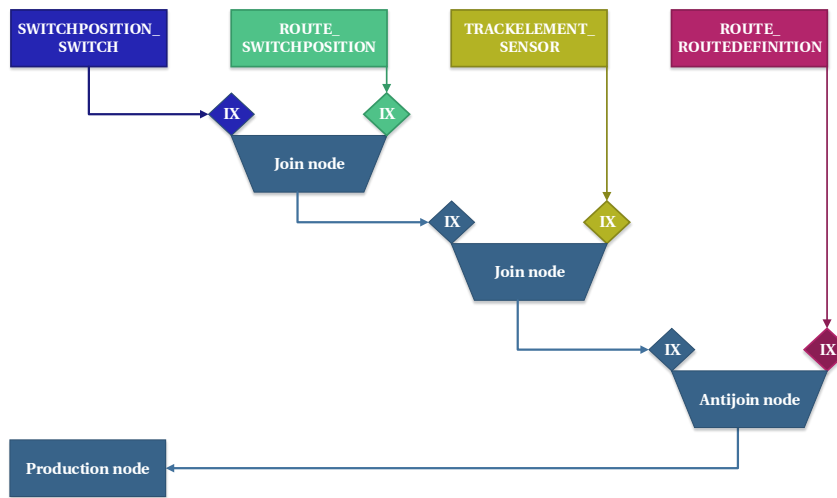 SWITCHPOSITION_
SWITCH
ROUTE_
SWITCHPOSITION
TRACKELEMENT_
SENSOR
ROUTE_
ROUTEDEFINITION
IX
IX
Join node
IX
IX
Join node
IX
IX
Antijoin node
Production node